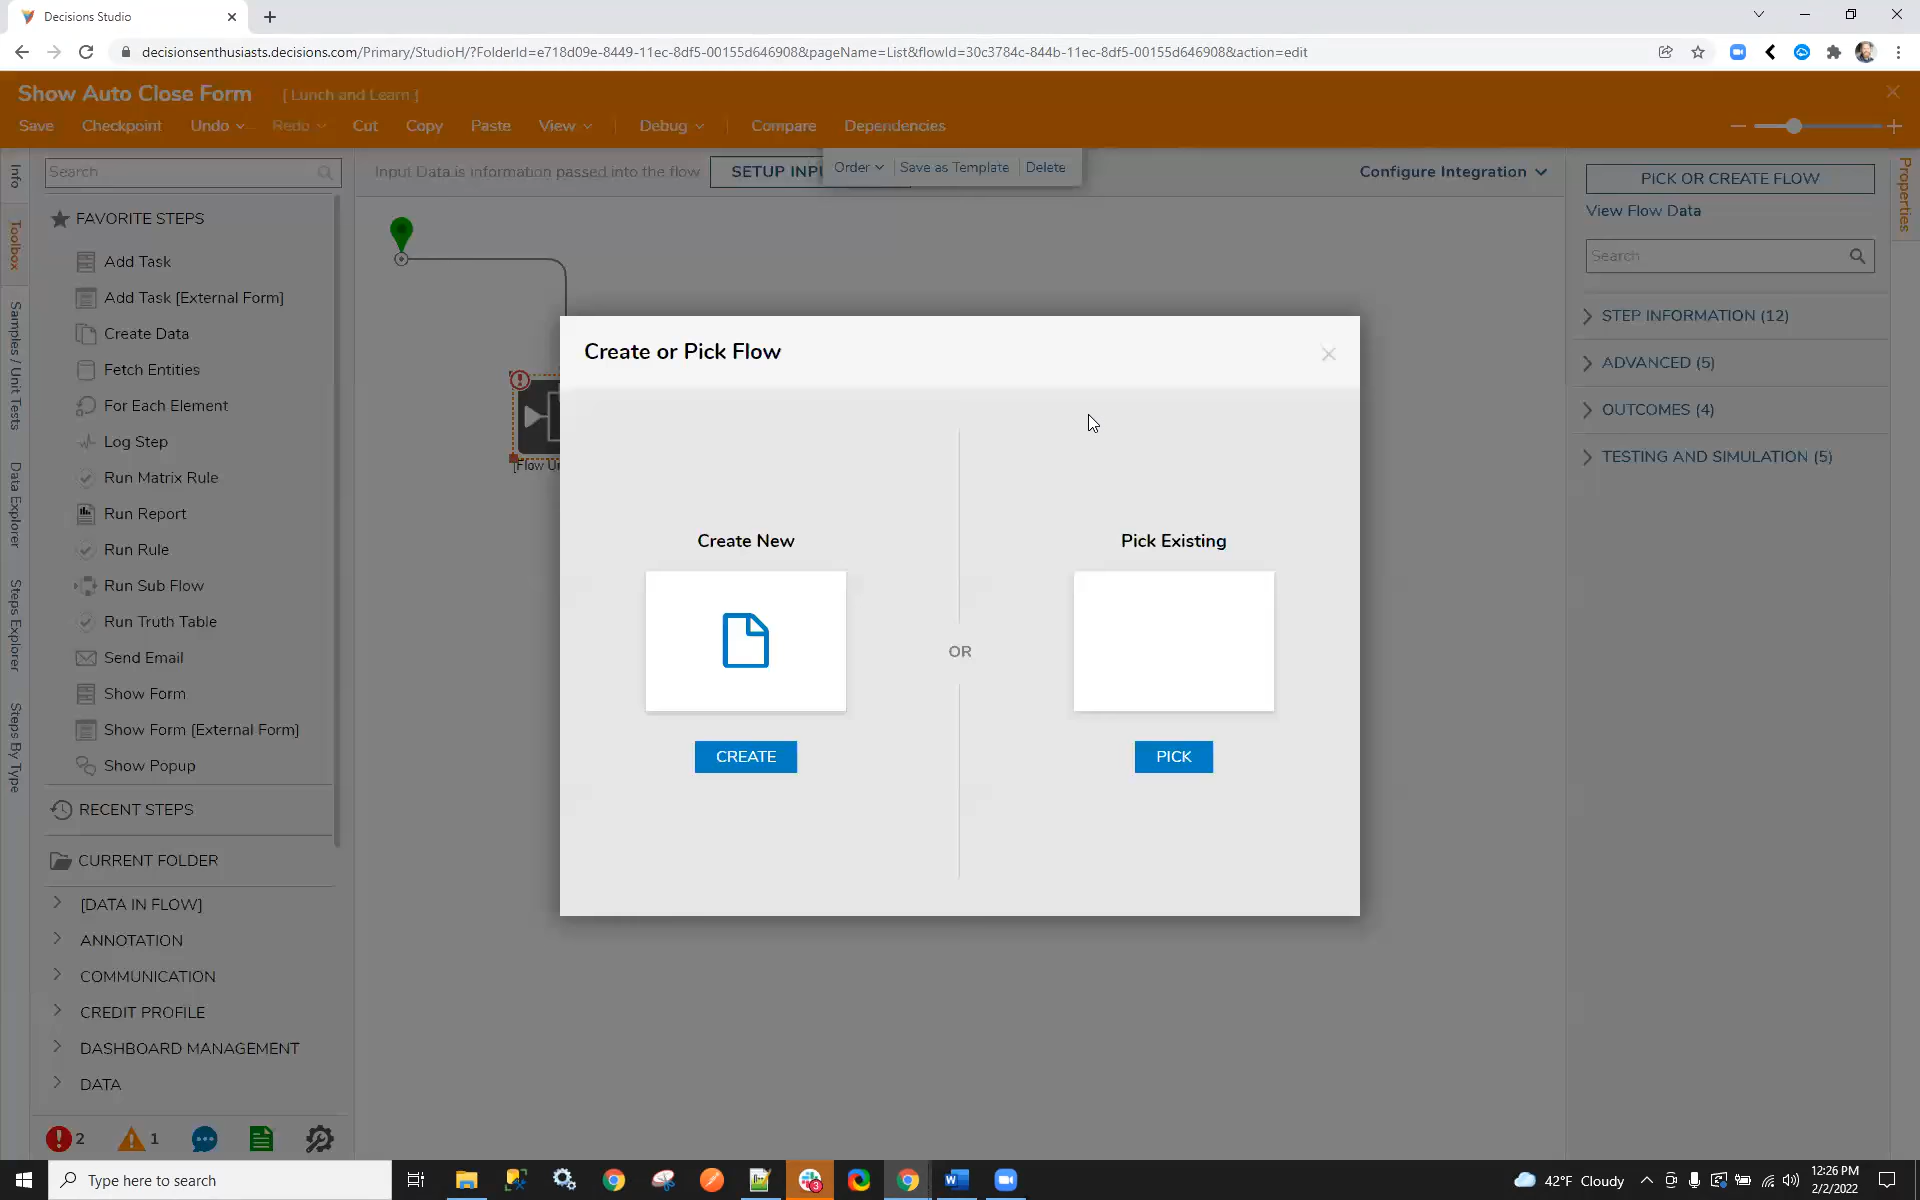 Decisions Studio
decisionsenthusiasts.decisions.com/Primary/StudioH/?FolderId=e718d09e-8449-11ec-8df5-00155d646908&pageName=List&flowId=30c3784c-844b-11ec-8df5-00155d646908&action=edit
Show Auto Close Form [ Lunch and Learn ]
Save Checkpoint Undo Redo Cut Copy Paste View Debug Compare Dependencies
Info
Toolbox
Samples / Unit Tests
Data Explorer
Steps Explorer
Steps By Type
Search
Input Data is information passed into the flow
SETUP INPU
Order Save as Template Delete
Configure Integration
FAVORITE STEPS
Add Task
Add Task [External Form]
Create Data
Fetch Entities
For Each Element
Log Step
Run Matrix Rule
Run Report
Run Rule
Run Sub Flow
Run Truth Table
Send Email
Show Form
Show Form [External Form]
Show Popup
RECENT STEPS
CURRENT FOLDER
[DATA IN FLOW]
ANNOTATION
COMMUNICATION
CREDIT PROFILE
DASHBOARD MANAGEMENT
DATA
2 1
[Flow Un
Create or Pick Flow
Create New
CREATE
OR
Pick Existing
PICK
PICK OR CREATE FLOW
View Flow Data
Search
STEP INFORMATION (12)
ADVANCED (5)
OUTCOMES (4)
TESTING AND SIMULATION (5)
Properties
Type here to search
3
42°F Cloudy
12:26 PM
2/2/2022